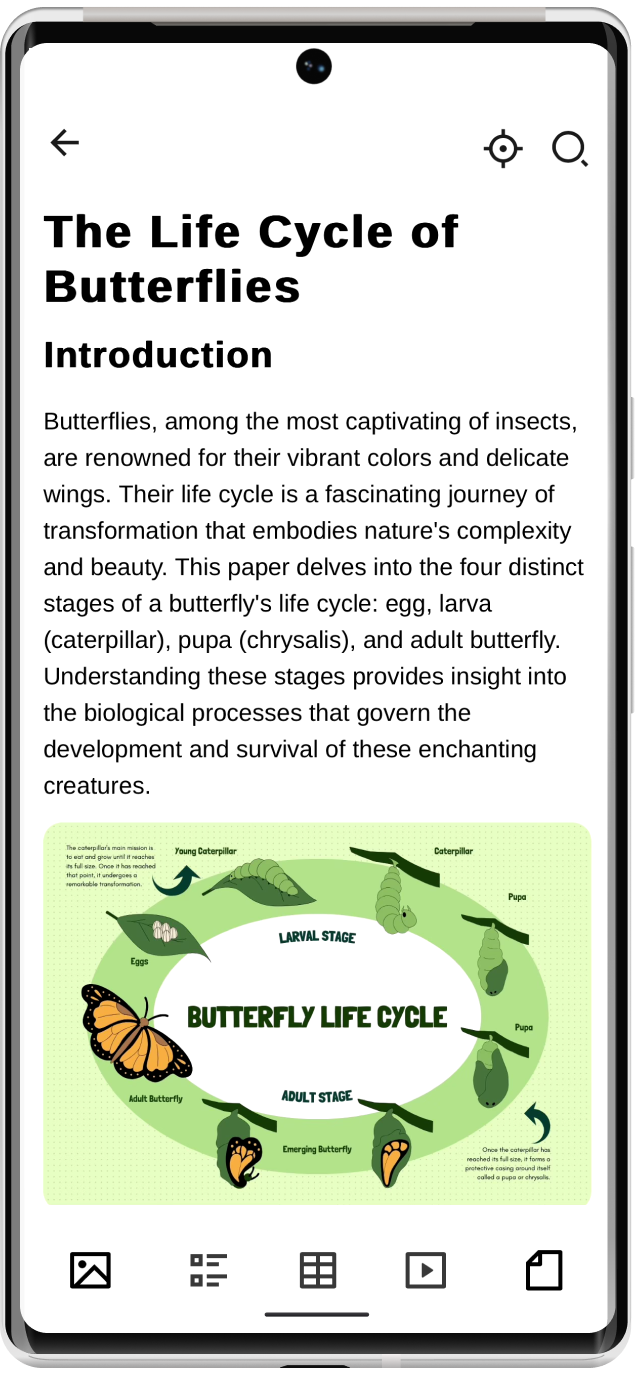 The Life Cycle of
Butterflies
Introduction
Butterflies, among the most captivating of insects,
are renowned for their vibrant colors and delicate
wings. Their life cycle is a fascinating journey of
transformation that embodies nature's complexity
and beauty. This paper delves into the four distinct
stages of a butterfly's life cycle: egg, larva
(caterpillar), pupa (chrysalis), and adult butterfly.
Understanding these stages provides insight into
the biological processes that govern the
development and survival of these enchanting
creatures.
The caterpillar's main mission is
to eat and grow until it reaches
its full size. Once it has reached
that point, it undergoes a
remarkable transformation.
Young Caterpillar
Caterpillar
Pupa
LARVAL STAGE
Eggs
BUTTERFLY LIFE CYCLE
Pupa
Adult Butterfly
ADULT STAGE
Emerging Butterfly
Once the caterpillar has
reached its full size, it forms a
protective casing around itself
called a pupa or chrysalis.